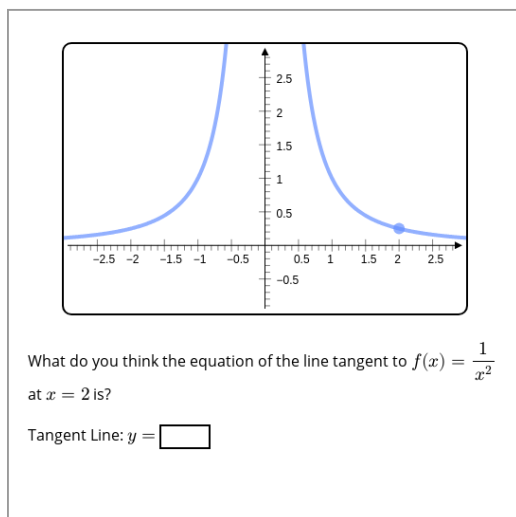 2.5
2
1.5
1
0.5
−2.5 −2 −1.5 −1 −0.5 0.5 1 1.5 2 2.5
−0.5
What do you think the equation of the line tangent to f(x) = 1/x²
at x = 2 is?
Tangent Line: y =